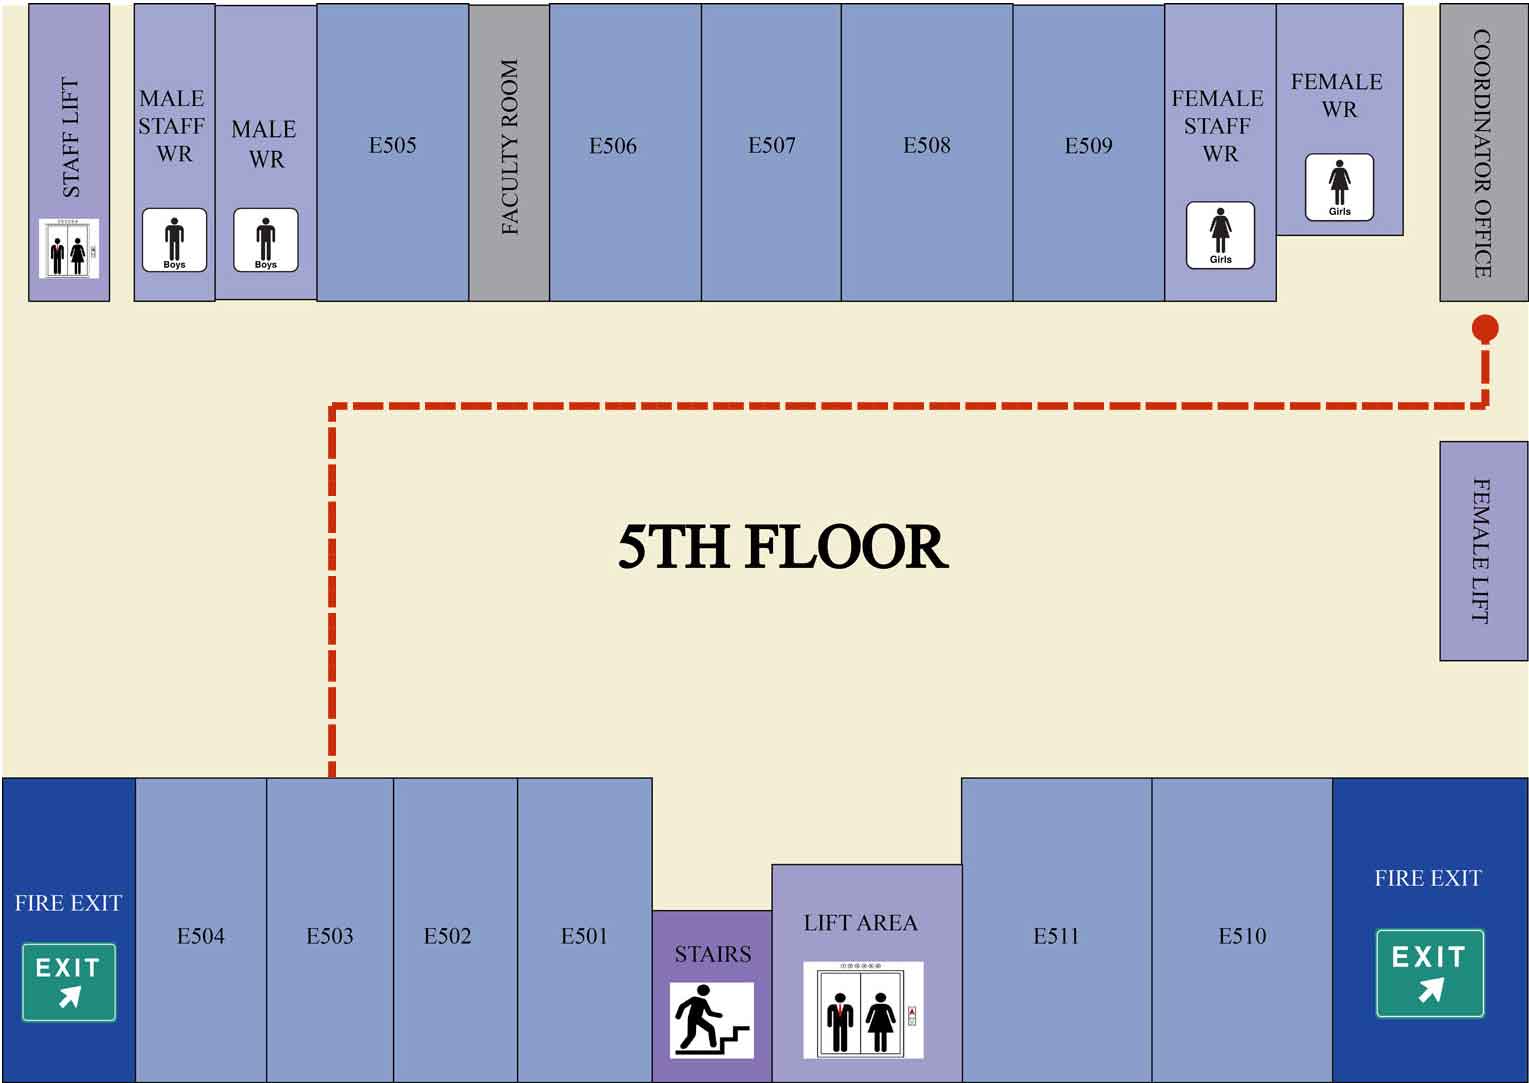 STAFF LIFT
MALE
STAFF
WR
Boys
MALE
WR
Boys
E505
FACULTY ROOM
E506
E507
E508
E509
FEMALE
STAFF
WR
Girls
FEMALE
WR
Girls
COORDINATOR OFFICE
5TH FLOOR
FEMALE LIFT
FIRE EXIT
EXIT
E504
E503
E502
E501
STAIRS
LIFT AREA
E511
E510
FIRE EXIT
EXIT